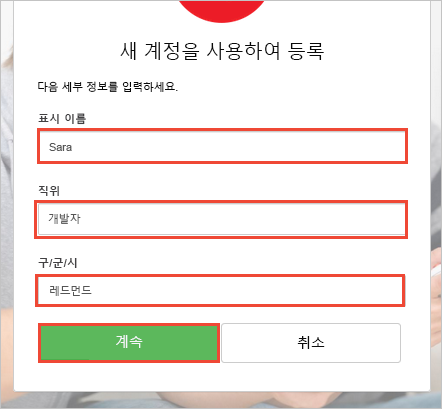 새 계정을 사용하여 등록
다음 세부 정보를 입력하세요.
표시 이름
Sara
직위
개발자
구/군/시
레드먼드
계속
취소